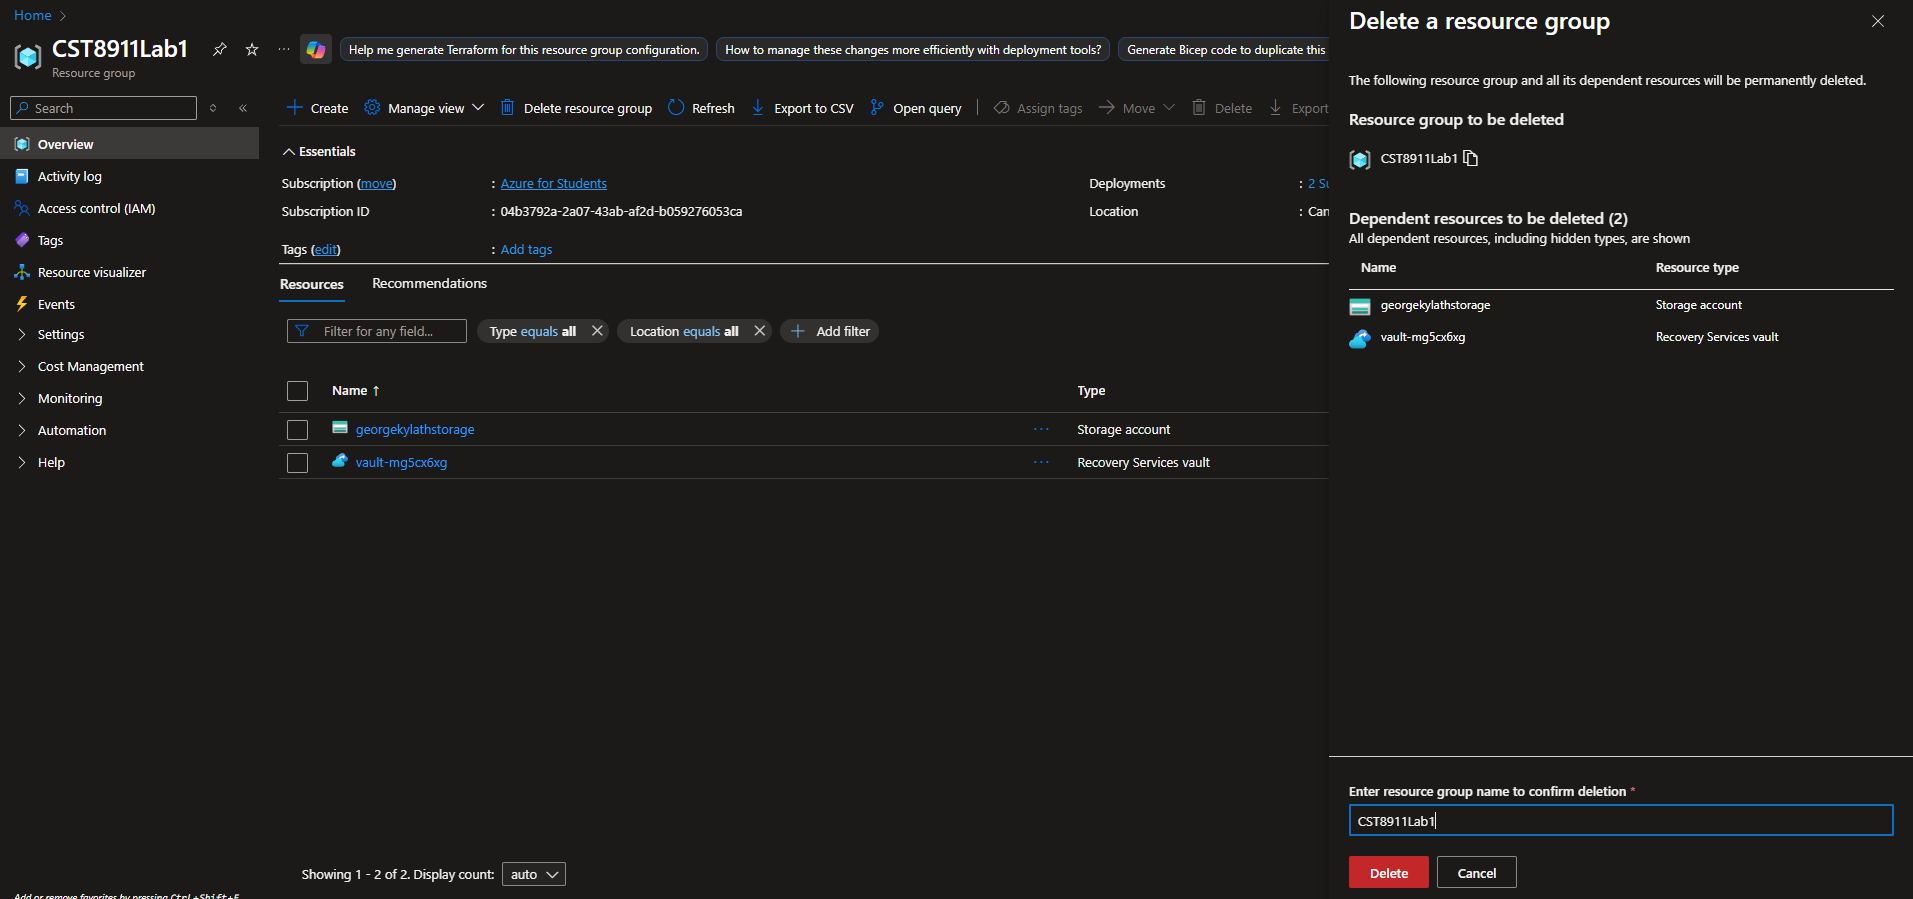 Home
CST8911Lab1
Resource group
Help me generate Terraform for this resource group configuration.
How to manage these changes more efficiently with deployment tools?
Generate Bicep code to duplicate this
Search
Overview
Activity log
Access control (IAM)
Tags
Resource visualizer
Events
Settings
Cost Management
Monitoring
Automation
Help
Create
Manage view
Delete resource group
Refresh
Export to CSV
Open query
Assign tags
Move
Delete
Export
Essentials
Subscription (move) : Azure for Students
Subscription ID : 04b3792a-2a07-43ab-af2d-b059276053ca
Tags (edit) : Add tags
Deployments : 2 Su
Location : Can
Resources
Recommendations
Filter for any field...
Type equals all
Location equals all
Add filter
Name ↑ Type
georgekylathstorage ... Storage account
vault-mg5cx6xg ... Recovery Services vault
Showing 1 - 2 of 2. Display count: auto
Add or remove favorites by pressing Ctrl+Shift+F
Delete a resource group
The following resource group and all its dependent resources will be permanently deleted.
Resource group to be deleted
CST8911Lab1
Dependent resources to be deleted (2)
All dependent resources, including hidden types, are shown
Name Resource type
georgekylathstorage Storage account
vault-mg5cx6xg Recovery Services vault
Enter resource group name to confirm deletion *
CST8911Lab1
Delete
Cancel